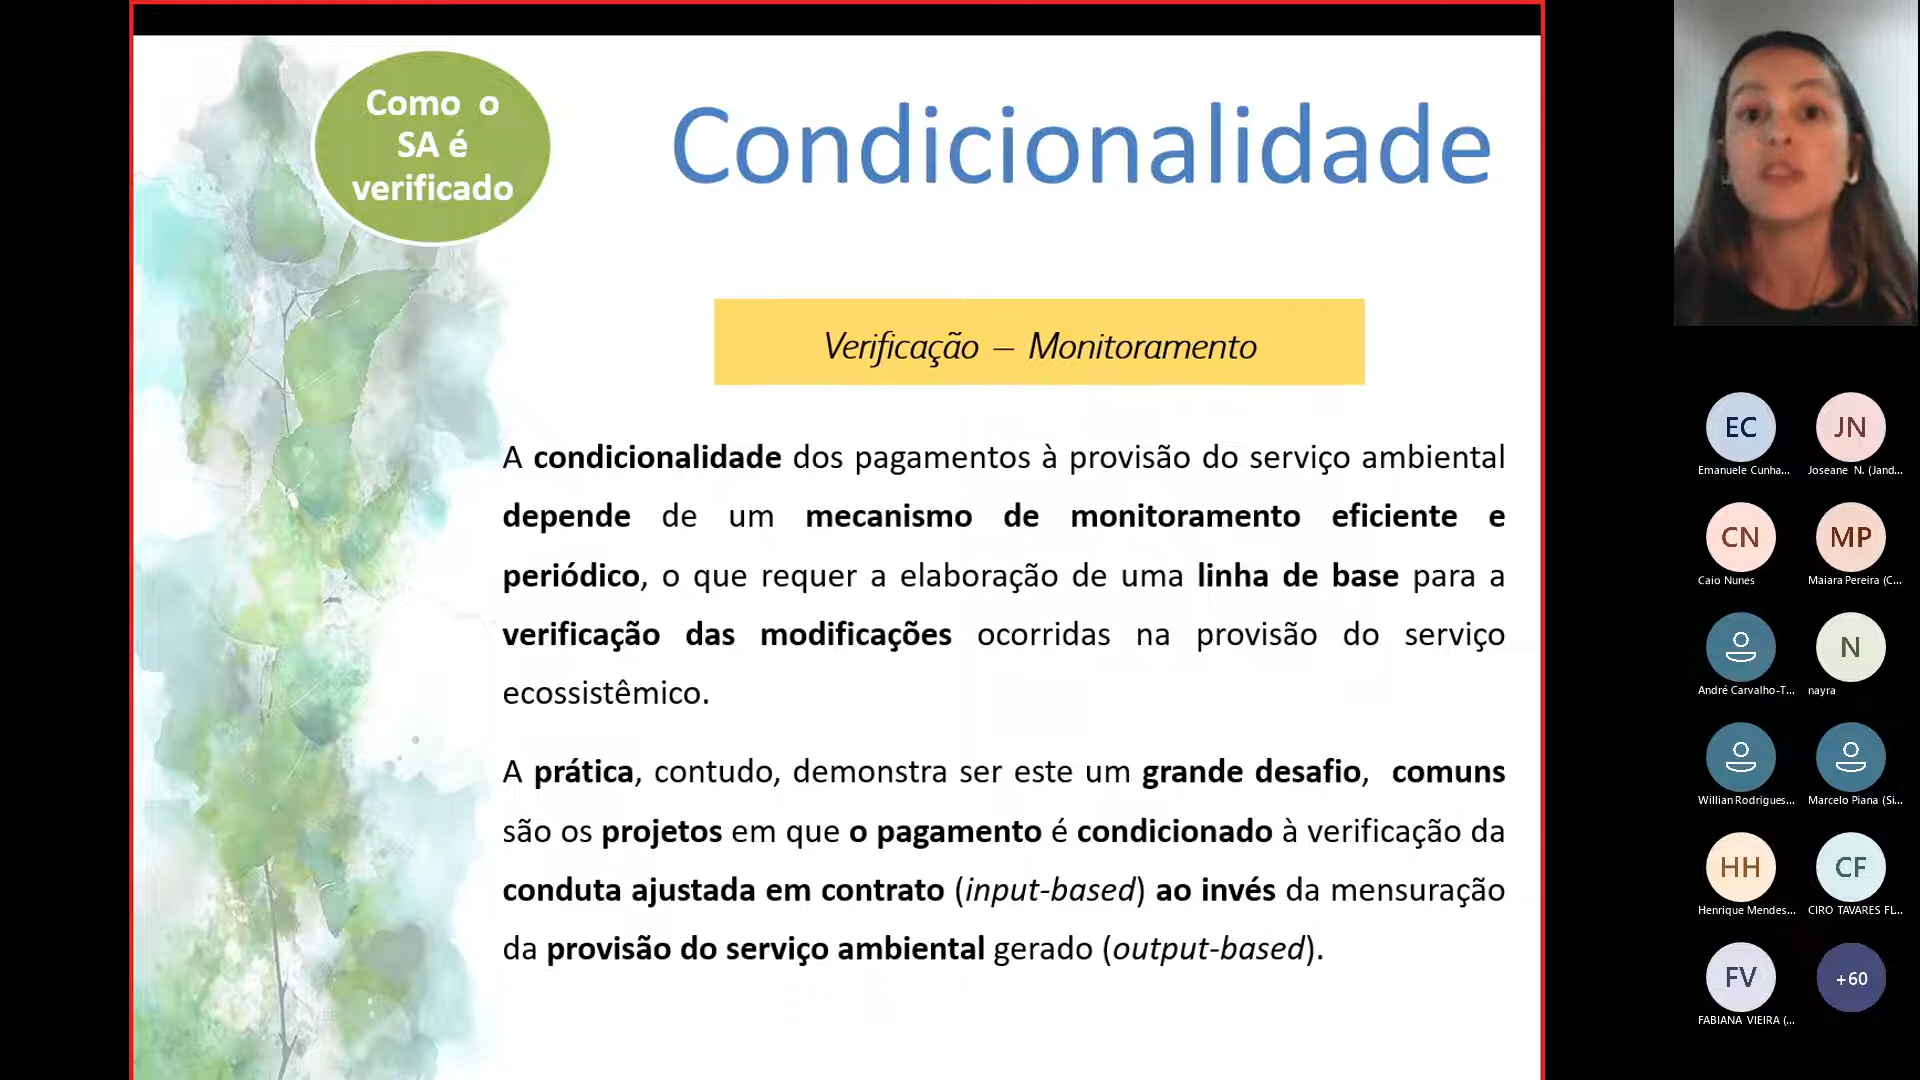 Como o
SA é
verificado
Condicionalidade
Verificação – Monitoramento
A condicionalidade dos pagamentos à provisão do serviço ambiental
depende de um mecanismo de monitoramento eficiente e
periódico, o que requer a elaboração de uma linha de base para a
verificação das modificações ocorridas na provisão do serviço
ecossistêmico.
A prática, contudo, demonstra ser este um grande desafio, comuns
são os projetos em que o pagamento é condicionado à verificação da
conduta ajustada em contrato (input-based) ao invés da mensuração
da provisão do serviço ambiental gerado (output-based).
EC
JN
Emanuele Cunha...
Joseane N. (Jand...
CN
MP
Caio Nunes
Maiara Pereira (C...
N
André Carvalho-T...
nayra
Willian Rodrigues...
Marcelo Piana (Si...
HH
CF
Henrique Mendes...
CIRO TAVARES FL...
FV
+60
FABIANA VIEIRA (...